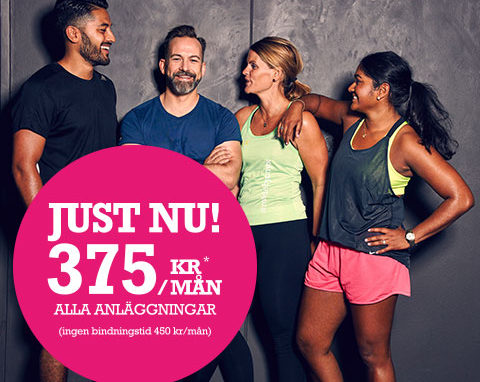 JUST NU!
375 KR*
/MÅN
ALLA ANLÄGGNINGAR
(ingen bindningstid 450 kr/mån)